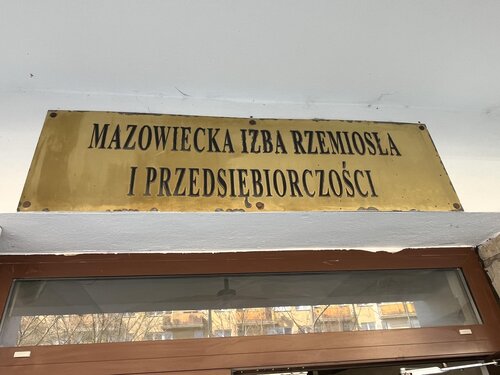 MAZOWIECKA IZBA RZEMIOSŁA
I PRZEDSIĘBIORCZOŚCI